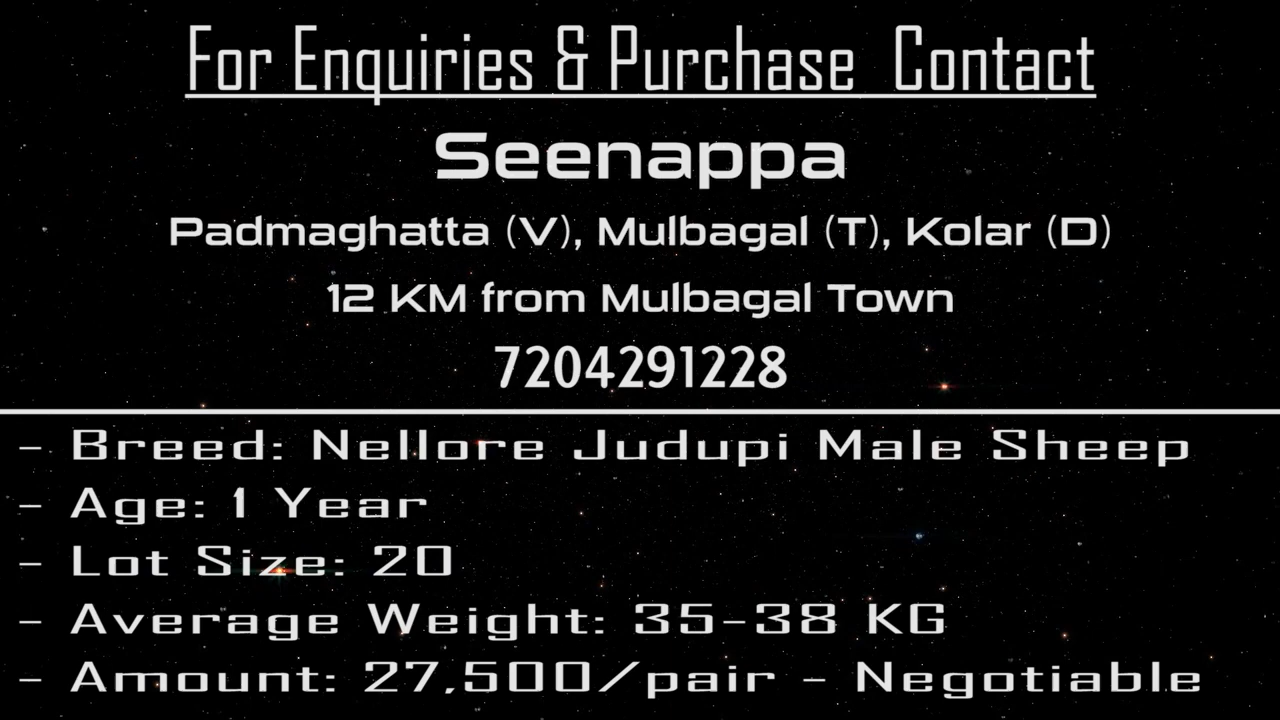 For Enquiries & Purchase Contact
Seenappa
Padmaghatta (V), Mulbagal (T), Kolar (D)
12 KM from Mulbagal Town
7204291228
- Breed: Nellore Judupi Male Sheep
- Age: 1 Year
- Lot Size: 20
- Average Weight: 35-38 KG
- Amount: 27,500/pair - Negotiable